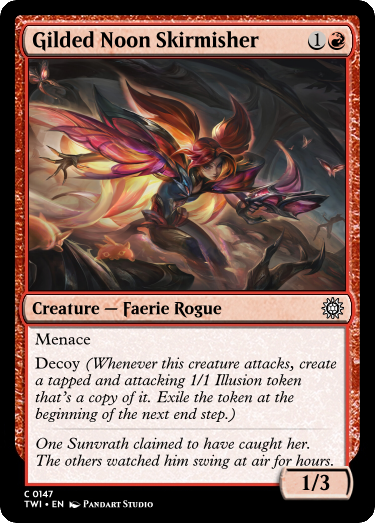 Gilded Noon Skirmisher 1
Creature — Faerie Rogue
Menace
Decoy (Whenever this creature attacks, create
a tapped and attacking 1/1 Illusion token
that's a copy of it. Exile the token at the
beginning of the next end step.)
One Sunvrath claimed to have caught her.
The others watched him swing at air for hours.
1/3
C 0147
TWI • EN PANDART STUDIO